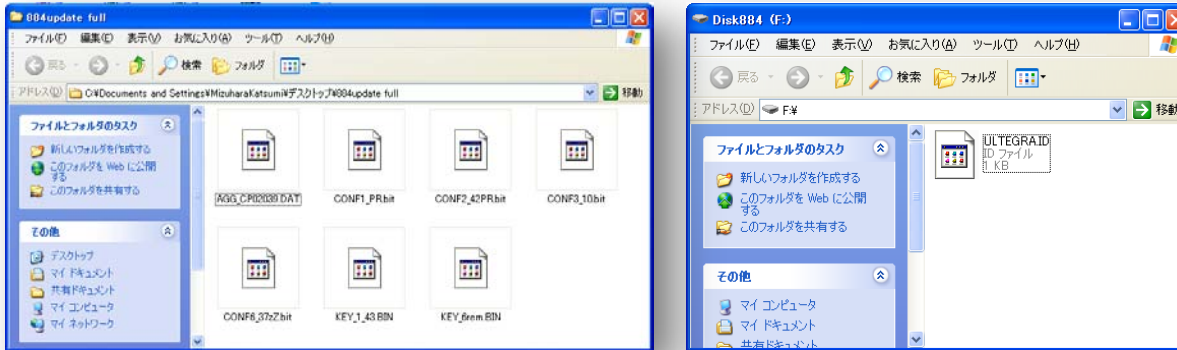 884update full
ファイル(F) 編集(E) 表示(V) お気に入り(A) ツール(T) ヘルプ(H)
戻る 検索 フォルダ
アドレス(D) C:¥Documents and Settings¥MizuharaKatsumi¥デスクトップ¥884update full 移動
ファイルとフォルダのタスク
新しいフォルダを作成する
このフォルダを Web に公開
する
このフォルダを共有する
その他
デスクトップ
マイ ドキュメント
共有ドキュメント
マイ コンピュータ
マイ ネットワーク
AGG_CP02039.DAT CONF1_PR.bit CONF2_42PR.bit CONF3_10.bit
CONF6_37zZ.bit KEY_1_43.BIN KEY_6rom.BIN
Disk884 (F:)
ファイル(F) 編集(E) 表示(V) お気に入り(A) ツール(T) ヘルプ(H)
戻る 検索 フォルダ
アドレス(D) F:¥ 移動
ファイルとフォルダのタスク
新しいフォルダを作成する
このフォルダを Web に公開
する
このフォルダを共有する
その他
マイ コンピュータ
マイ ドキュメント
共有ドキュメント
ULTEGRA.ID
ID ファイル
1 KB